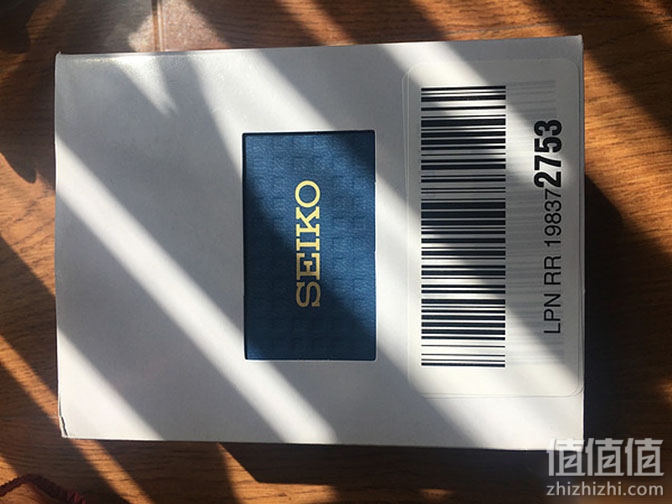 SEIKO
LPN RR 198372753
值值值
zhizhizhi.com